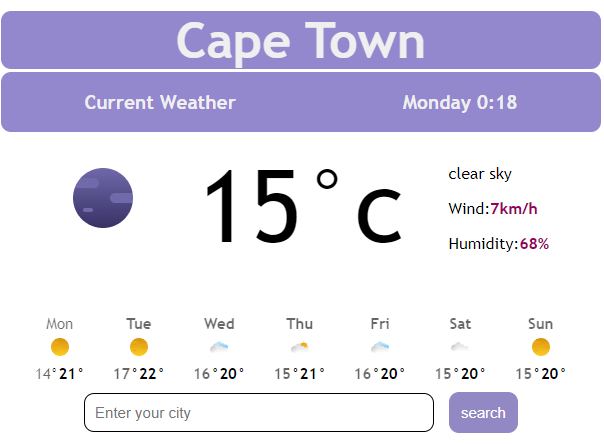 Cape Town
Current Weather Monday 0:18
15°c
clear sky
Wind:7km/h
Humidity:68%
Mon Tue Wed Thu Fri Sat Sun
14°21° 17°22° 16°20° 15°21° 16°20° 15°20° 15°20°
Enter your city search